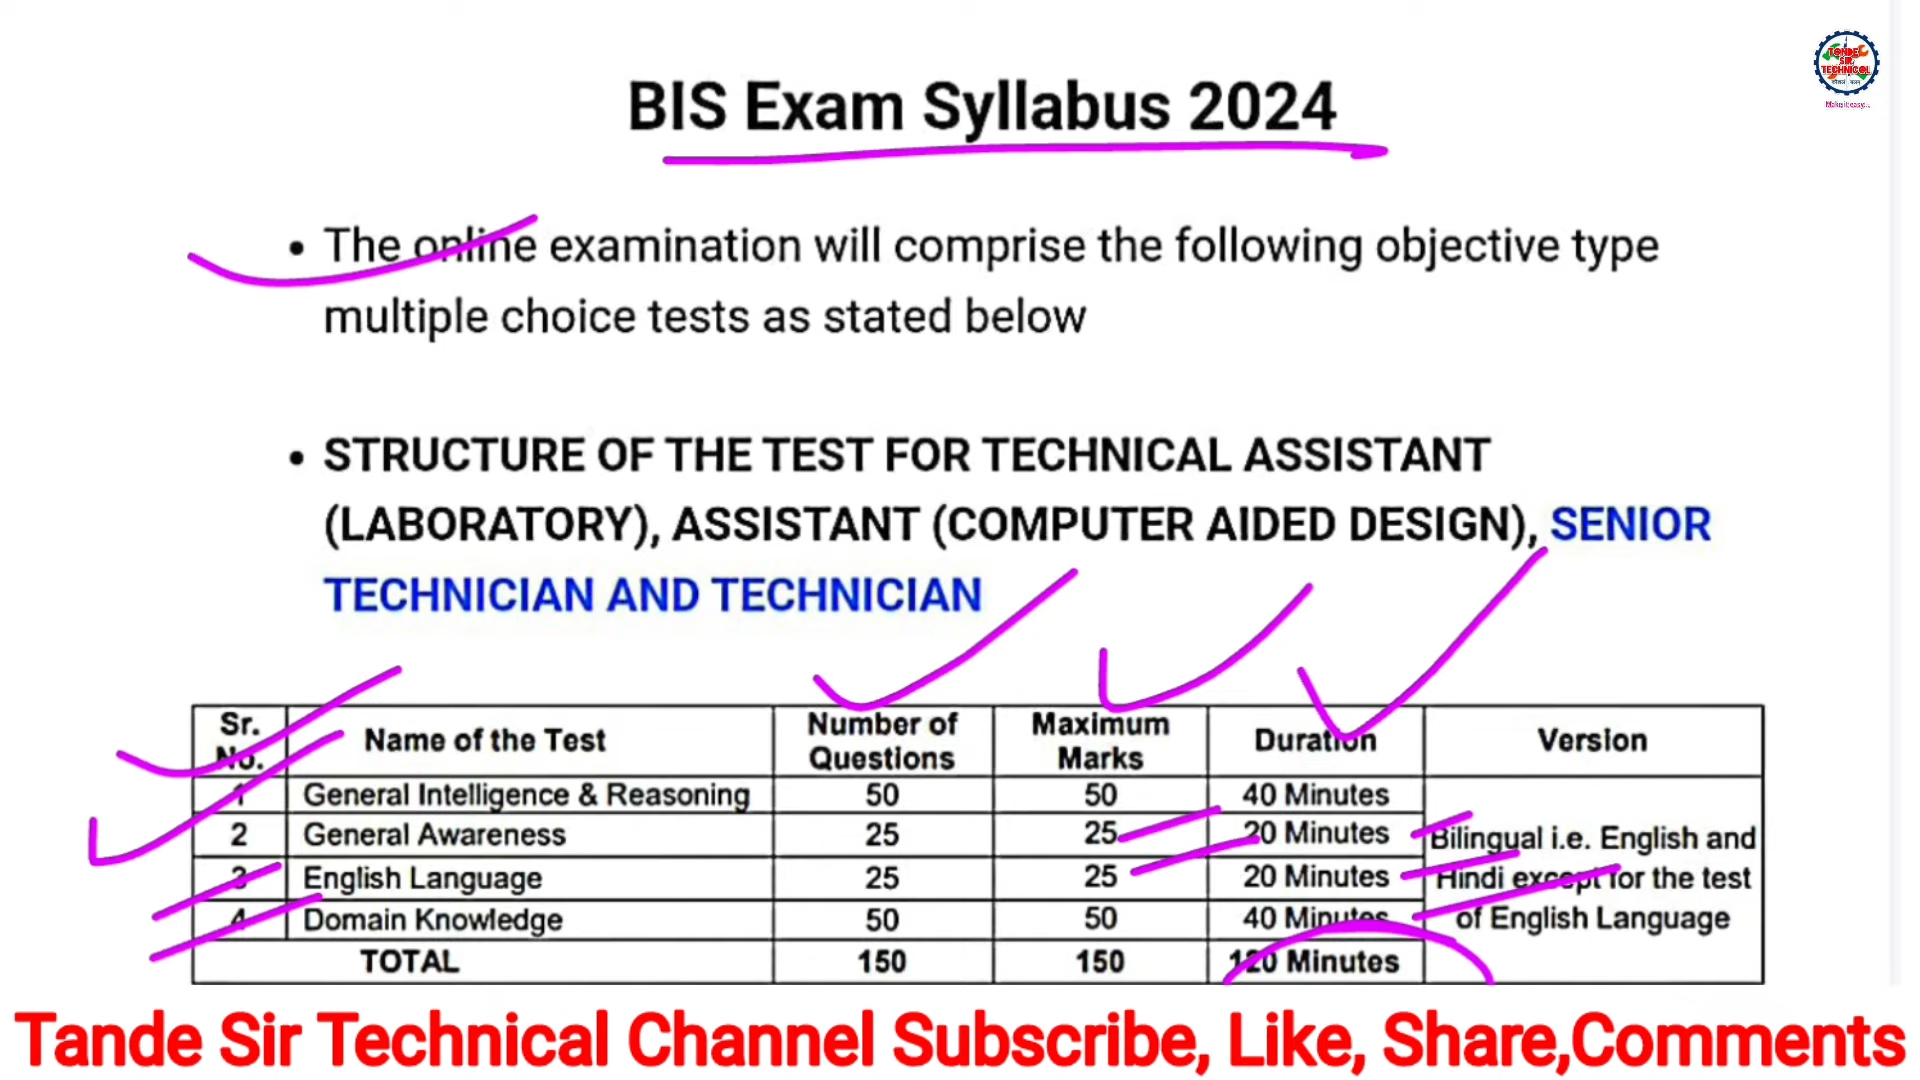 TONDE
SIR
TECHNICOL
BIS Exam Syllabus 2024
• The online examination will comprise the following objective type
multiple choice tests as stated below
• STRUCTURE OF THE TEST FOR TECHNICAL ASSISTANT
(LABORATORY), ASSISTANT (COMPUTER AIDED DESIGN), SENIOR
TECHNICIAN AND TECHNICIAN
Sr. No. Name of the Test Number of Questions Maximum Marks Duration Version
1 General Intelligence & Reasoning 50 50 40 Minutes
2 General Awareness 25 25 20 Minutes Bilingual i.e. English and
3 English Language 25 25 20 Minutes Hindi except for the test
4 Domain Knowledge 50 50 40 Minutes of English Language
TOTAL 150 150 120 Minutes
Tande Sir Technical Channel Subscribe, Like, Share,Comments